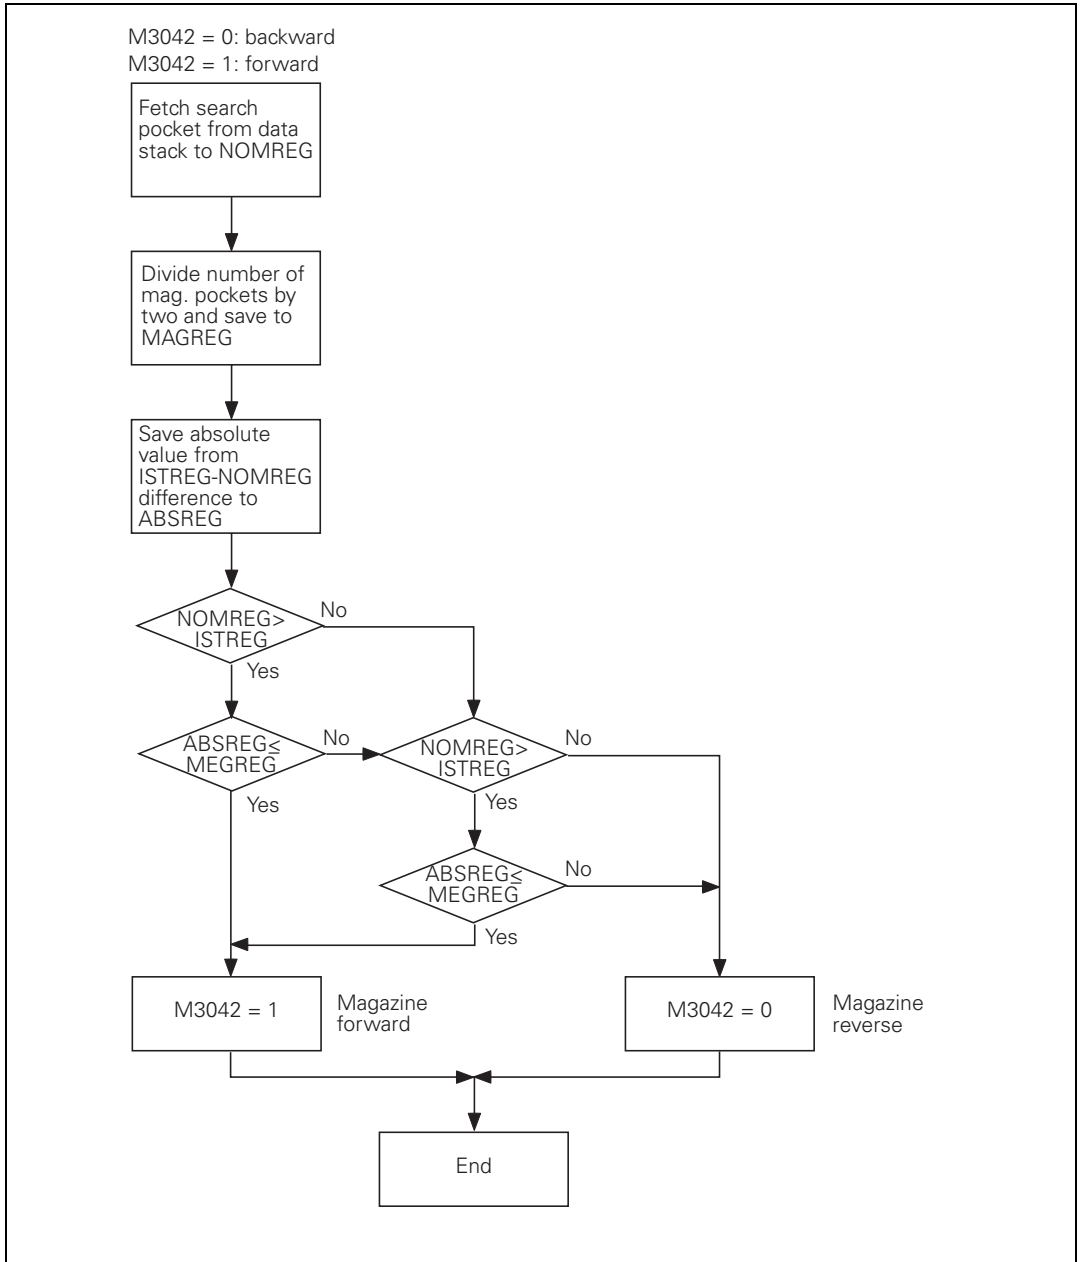 M3042 = 0: backward
M3042 = 1: forward
Fetch search
pocket from data
stack to NOMREG
Divide number of
mag. pockets by
two and save to
MAGREG
Save absolute
value from
ISTREG-NOMREG
difference to
ABSREG
NOMREG>
ISTREG
No
Yes
ABSREG≤
MEGREG
No
Yes
NOMREG>
ISTREG
No
Yes
ABSREG≤
MEGREG
No
Yes
M3042 = 1
Magazine
forward
M3042 = 0
Magazine
reverse
End